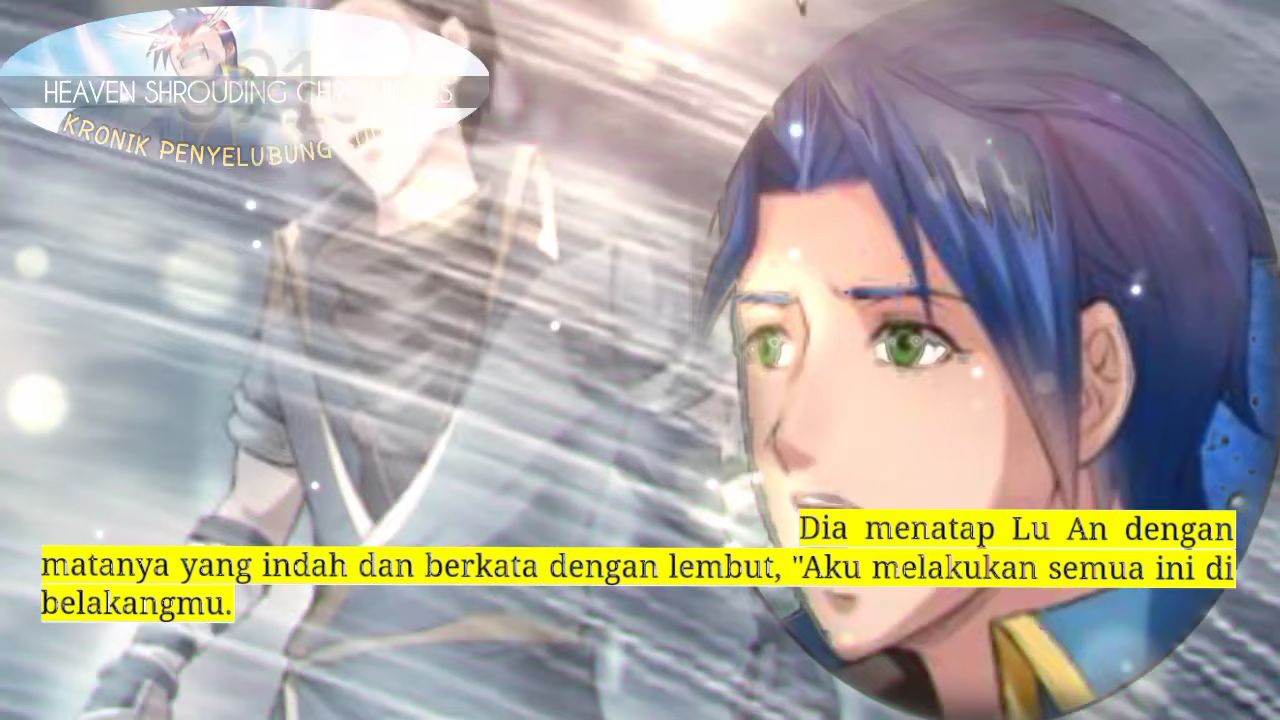 HEAVEN SHROUDING CHRONICLES
KRONIK PENYELUBUNG
Dia menatap Lu An dengan
matanya yang indah dan berkata dengan lembut, "Aku melakukan semua ini di
belakangmu.